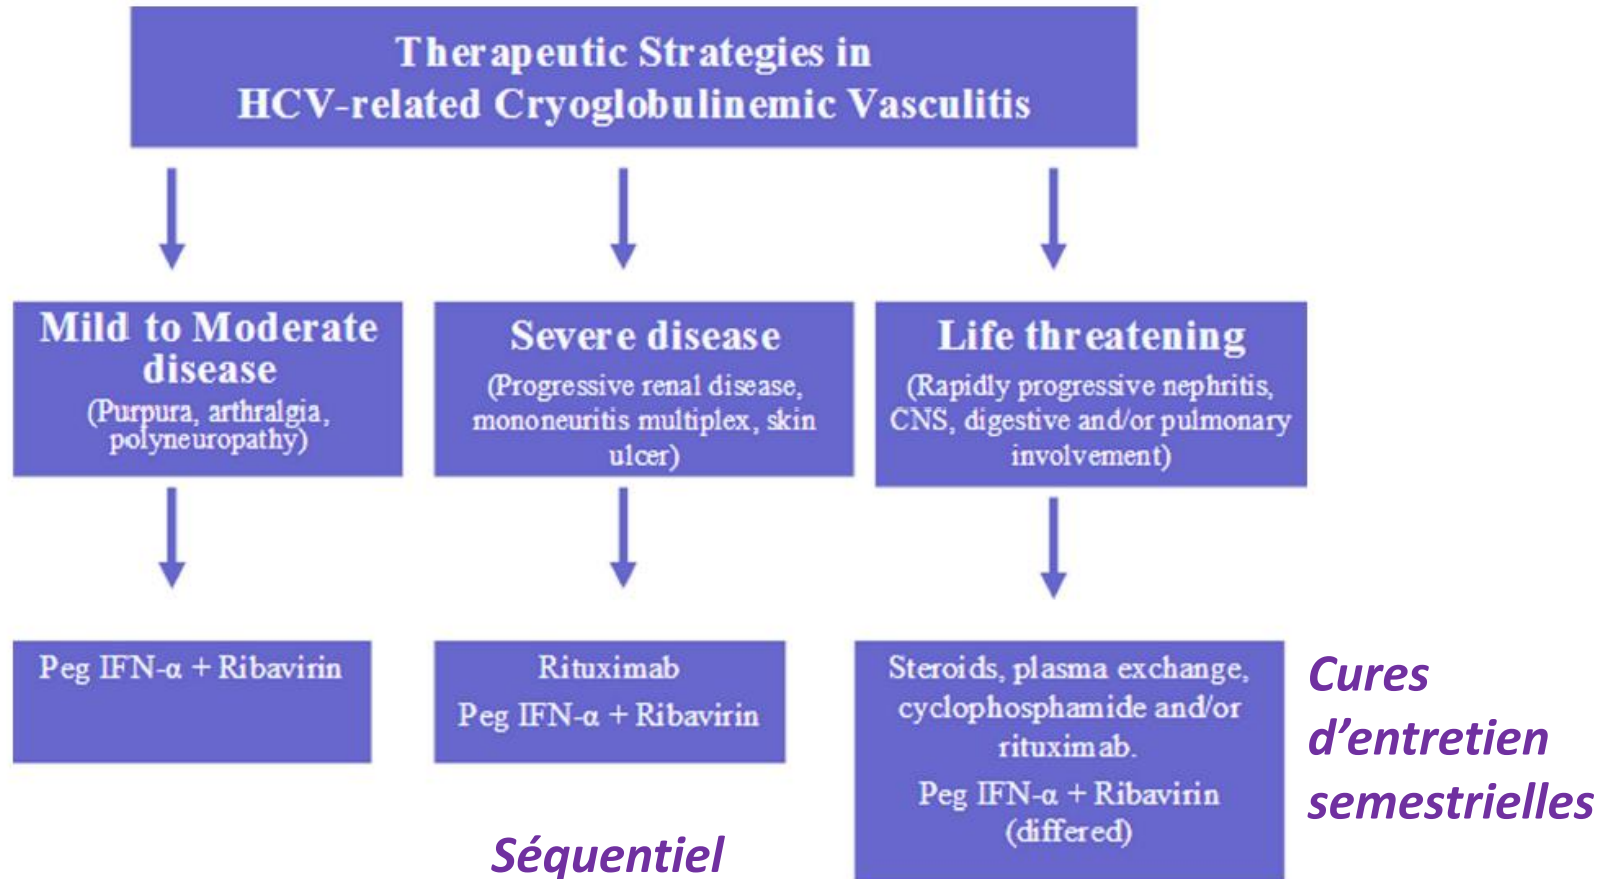 Therapeutic Strategies in
HCV-related Cryoglobulinemic Vasculitis
Mild to Moderate
disease
(Purpura, arthralgia,
polyneuropathy)
Severe disease
(Progressive renal disease,
mononeuritis multiplex, skin
ulcer)
Life threatening
(Rapidly progressive nephritis,
CNS, digestive and/or pulmonary
involvement)
Peg IFN-α + Ribavirin
Rituximab
Peg IFN-α + Ribavirin
Steroids, plasma exchange,
cyclophosphamide and/or
rituximab.
Peg IFN-α + Ribavirin
(differed)
Cures
d’entretien
semestrielles
Séquentiel